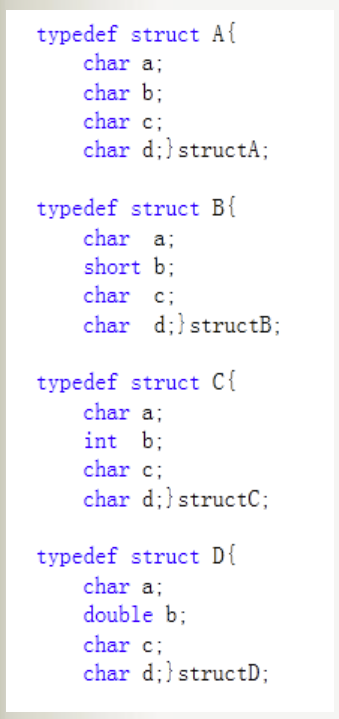 typedef struct A{
    char a;
    char b;
    char c;
    char d;}structA;

typedef struct B{
    char  a;
    short b;
    char  c;
    char  d;}structB;

typedef struct C{
    char a;
    int  b;
    char c;
    char d;}structC;

typedef struct D{
    char a;
    double b;
    char c;
    char d;}structD;